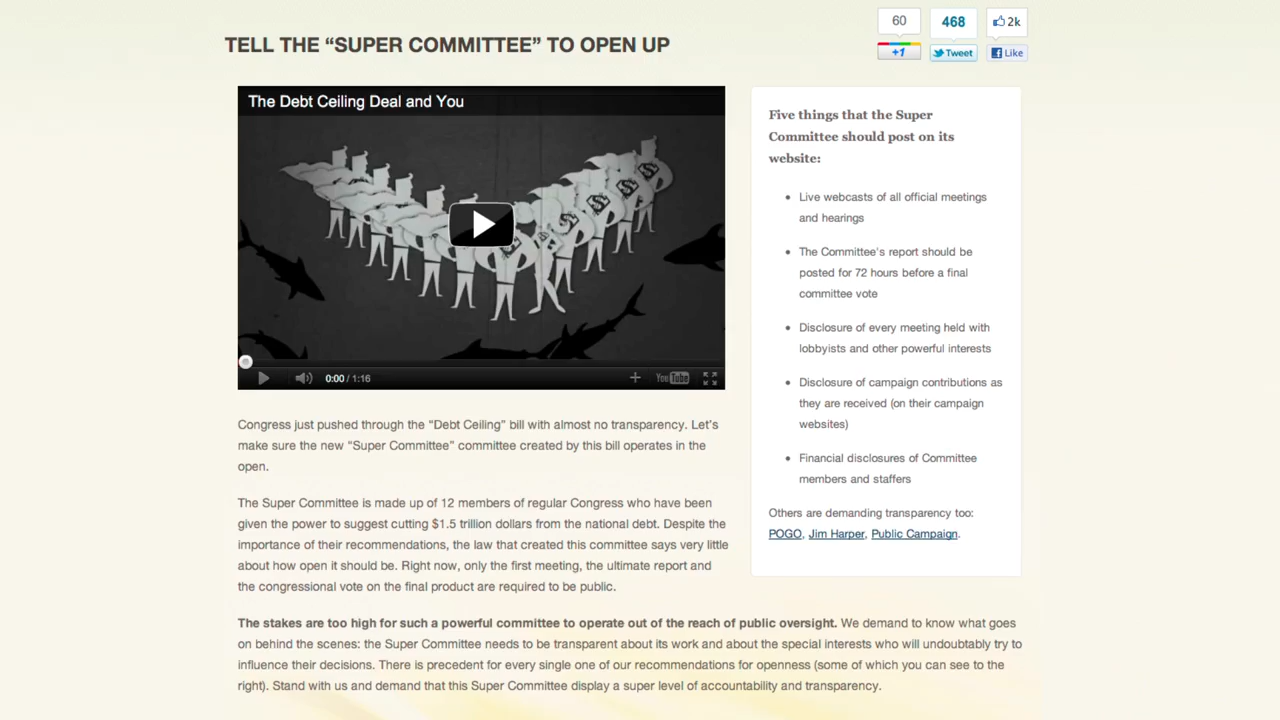 60
468
2k
+1
Tweet
Like
TELL THE “SUPER COMMITTEE” TO OPEN UP
The Debt Ceiling Deal and You
0:00 / 1:16
YouTube
Congress just pushed through the “Debt Ceiling” bill with almost no transparency. Let’s
make sure the new “Super Committee” committee created by this bill operates in the
open.
The Super Committee is made up of 12 members of regular Congress who have been
given the power to suggest cutting $1.5 trillion dollars from the national debt. Despite the
importance of their recommendations, the law that created this committee says very little
about how open it should be. Right now, only the first meeting, the ultimate report and
the congressional vote on the final product are required to be public.
Five things that the Super
Committee should post on its
website:
• Live webcasts of all official meetings
and hearings
• The Committee's report should be
posted for 72 hours before a final
committee vote
• Disclosure of every meeting held with
lobbyists and other powerful interests
• Disclosure of campaign contributions as
they are received (on their campaign
websites)
• Financial disclosures of Committee
members and staffers
Others are demanding transparency too:
POGO, Jim Harper, Public Campaign.
The stakes are too high for such a powerful committee to operate out of the reach of public oversight. We demand to know what goes
on behind the scenes: the Super Committee needs to be transparent about its work and about the special interests who will undoubtably try to
influence their decisions. There is precedent for every single one of our recommendations for openness (some of which you can see to the
right). Stand with us and demand that this Super Committee display a super level of accountability and transparency.